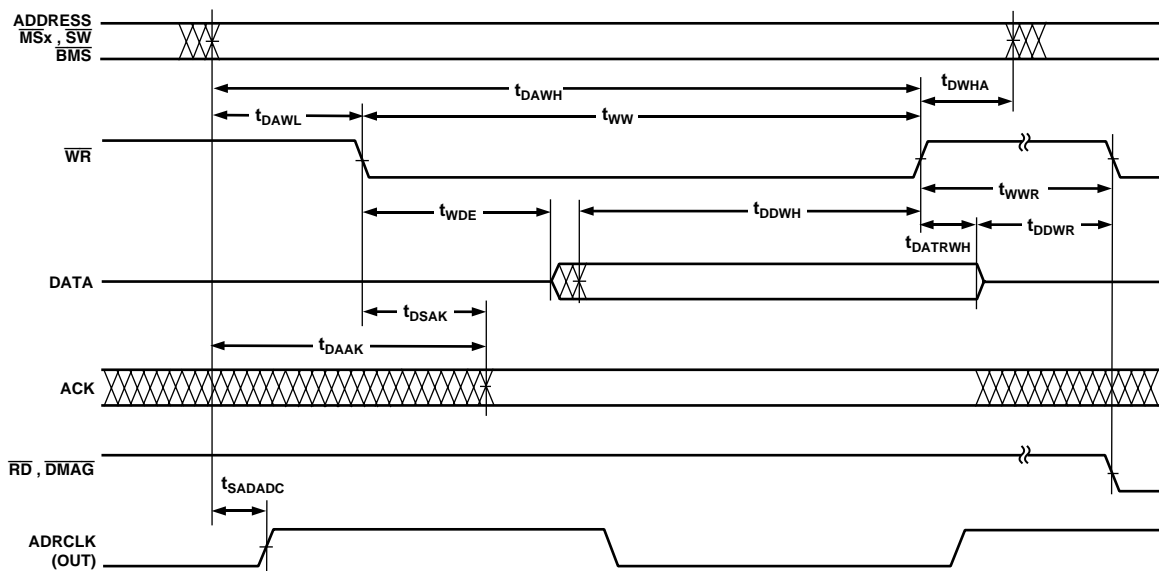 ADDRESS
MSx , SW
BMS
tDAWH
tDWHA
tDAWL
tWW
WR
tWWR
tWDE
tDDWH
tDATRWH
tDDWR
DATA
tDSAK
tDAAK
ACK
RD , DMAG
tSADADC
ADRCLK
(OUT)